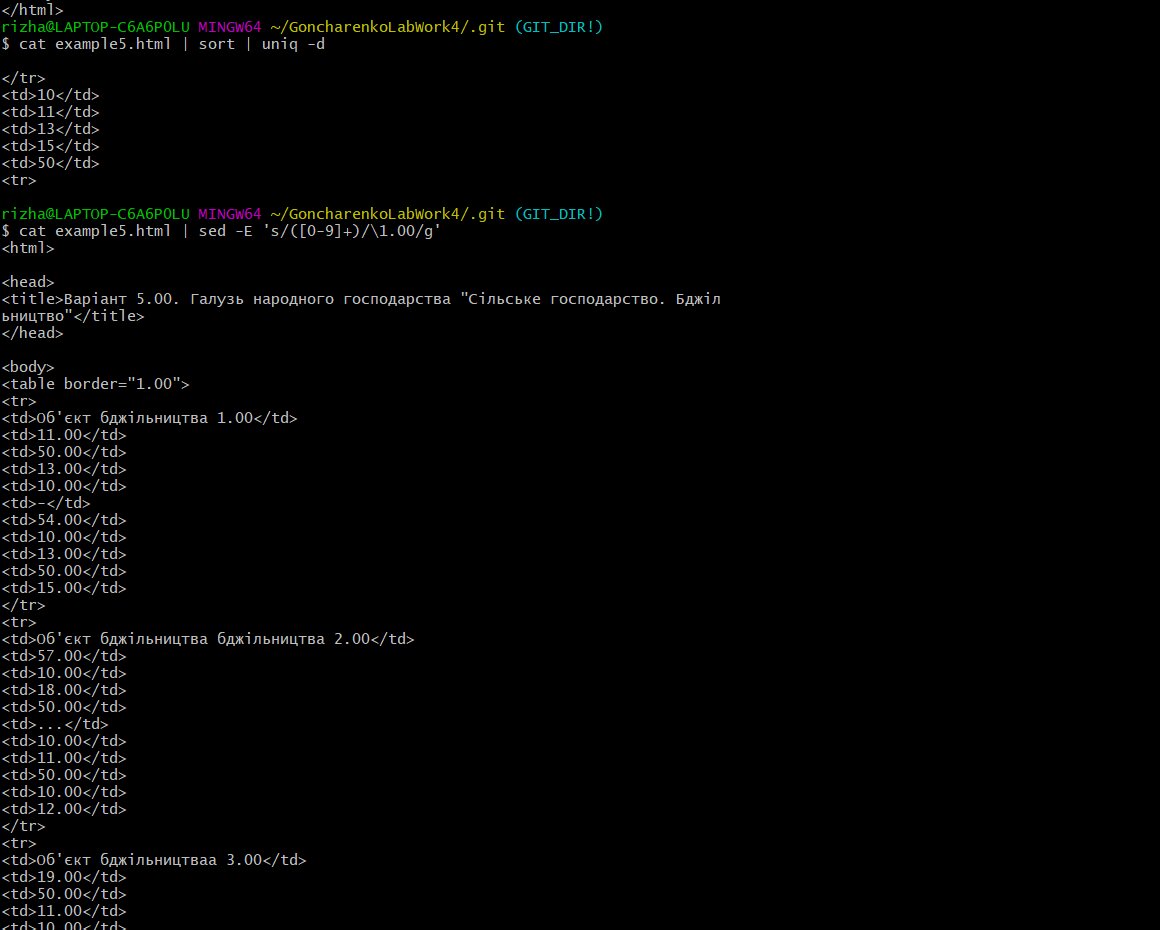 </html>
rizha@LAPTOP-C6A6P0LU MINGW64 ~/GoncharenkoLabWork4/.git (GIT_DIR!)
$ cat example5.html | sort | uniq -d
</tr>
<td>10</td>
<td>11</td>
<td>13</td>
<td>15</td>
<td>50</td>
<tr>
rizha@LAPTOP-C6A6P0LU MINGW64 ~/GoncharenkoLabWork4/.git (GIT_DIR!)
$ cat example5.html | sed -E 's/([0-9]+)/\1.00/g'
<html>
<head>
<title>Варіант 5.00. Галузь народного господарства "Сільське господарство. Бджіл
ьництво"</title>
</head>
<body>
<table border="1.00">
<tr>
<td>Об'єкт бджільництва 1.00</td>
<td>11.00</td>
<td>50.00</td>
<td>13.00</td>
<td>10.00</td>
<td>-</td>
<td>54.00</td>
<td>10.00</td>
<td>13.00</td>
<td>50.00</td>
<td>15.00</td>
</tr>
<tr>
<td>Об'єкт бджільництва бджільництва 2.00</td>
<td>57.00</td>
<td>10.00</td>
<td>18.00</td>
<td>50.00</td>
<td>...</td>
<td>10.00</td>
<td>11.00</td>
<td>50.00</td>
<td>10.00</td>
<td>12.00</td>
</tr>
<tr>
<td>Об'єкт бджільництваа 3.00</td>
<td>19.00</td>
<td>50.00</td>
<td>11.00</td>
<td>10.00</td>